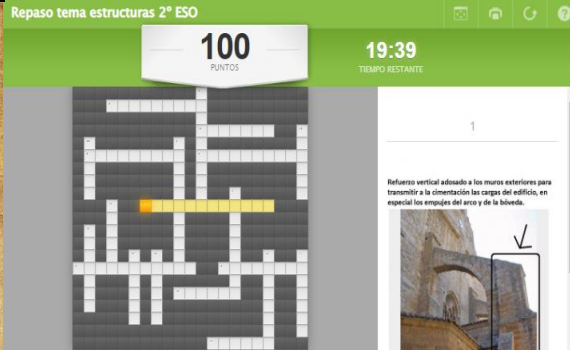 Repaso tema estructuras 2º ESO
100
PUNTOS
19:39
TIEMPO RESTANTE
1
Refuerzo vertical adosado a los muros exteriores para
transmitir a la cimentación las cargas del edificio, en
especial los empujes del arco y de la bóveda.